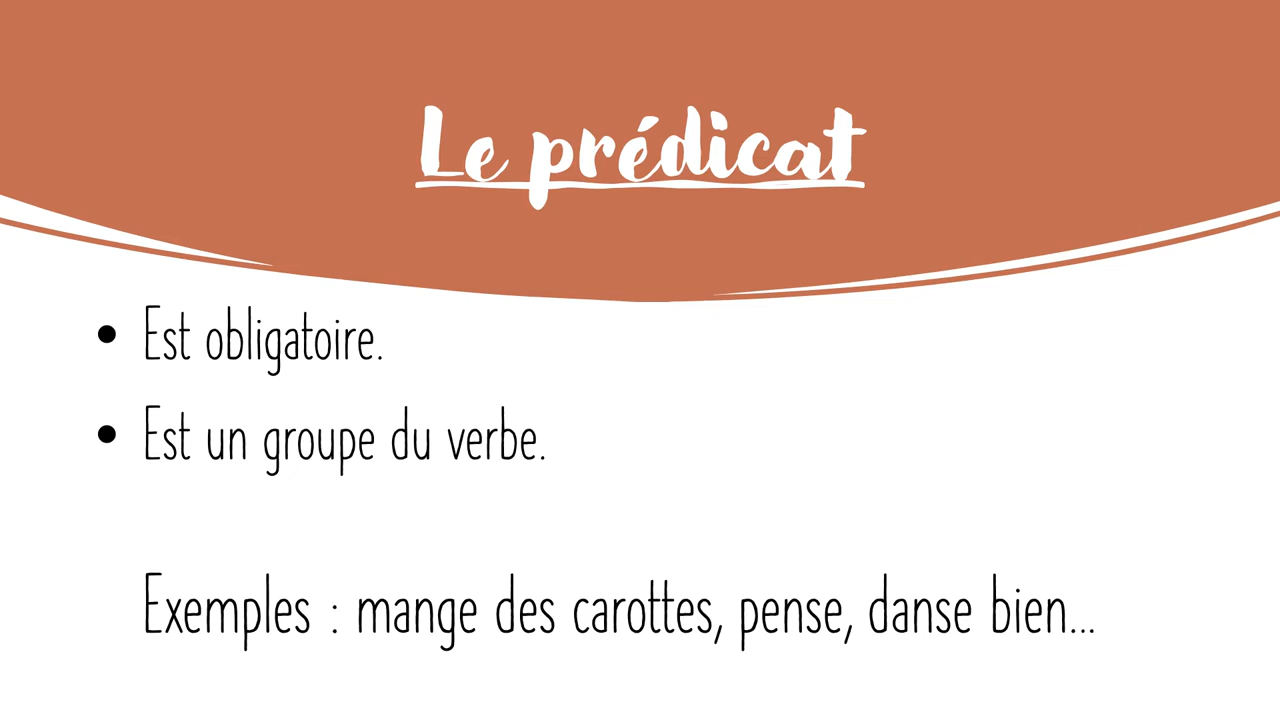 Le prédicat
• Est obligatoire.
• Est un groupe du verbe.
Exemples : mange des carottes, pense, danse bien...